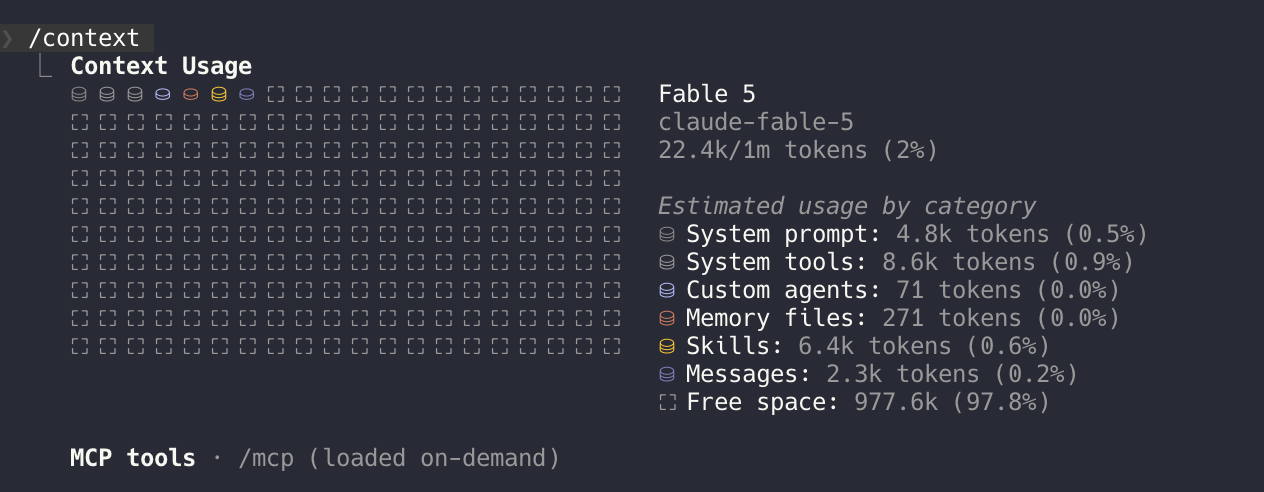 ❯ /context
Context Usage
Fable 5
claude-fable-5
22.4k/1m tokens (2%)
Estimated usage by category
System prompt: 4.8k tokens (0.5%)
System tools: 8.6k tokens (0.9%)
Custom agents: 71 tokens (0.0%)
Memory files: 271 tokens (0.0%)
Skills: 6.4k tokens (0.6%)
Messages: 2.3k tokens (0.2%)
Free space: 977.6k (97.8%)
MCP tools · /mcp (loaded on-demand)